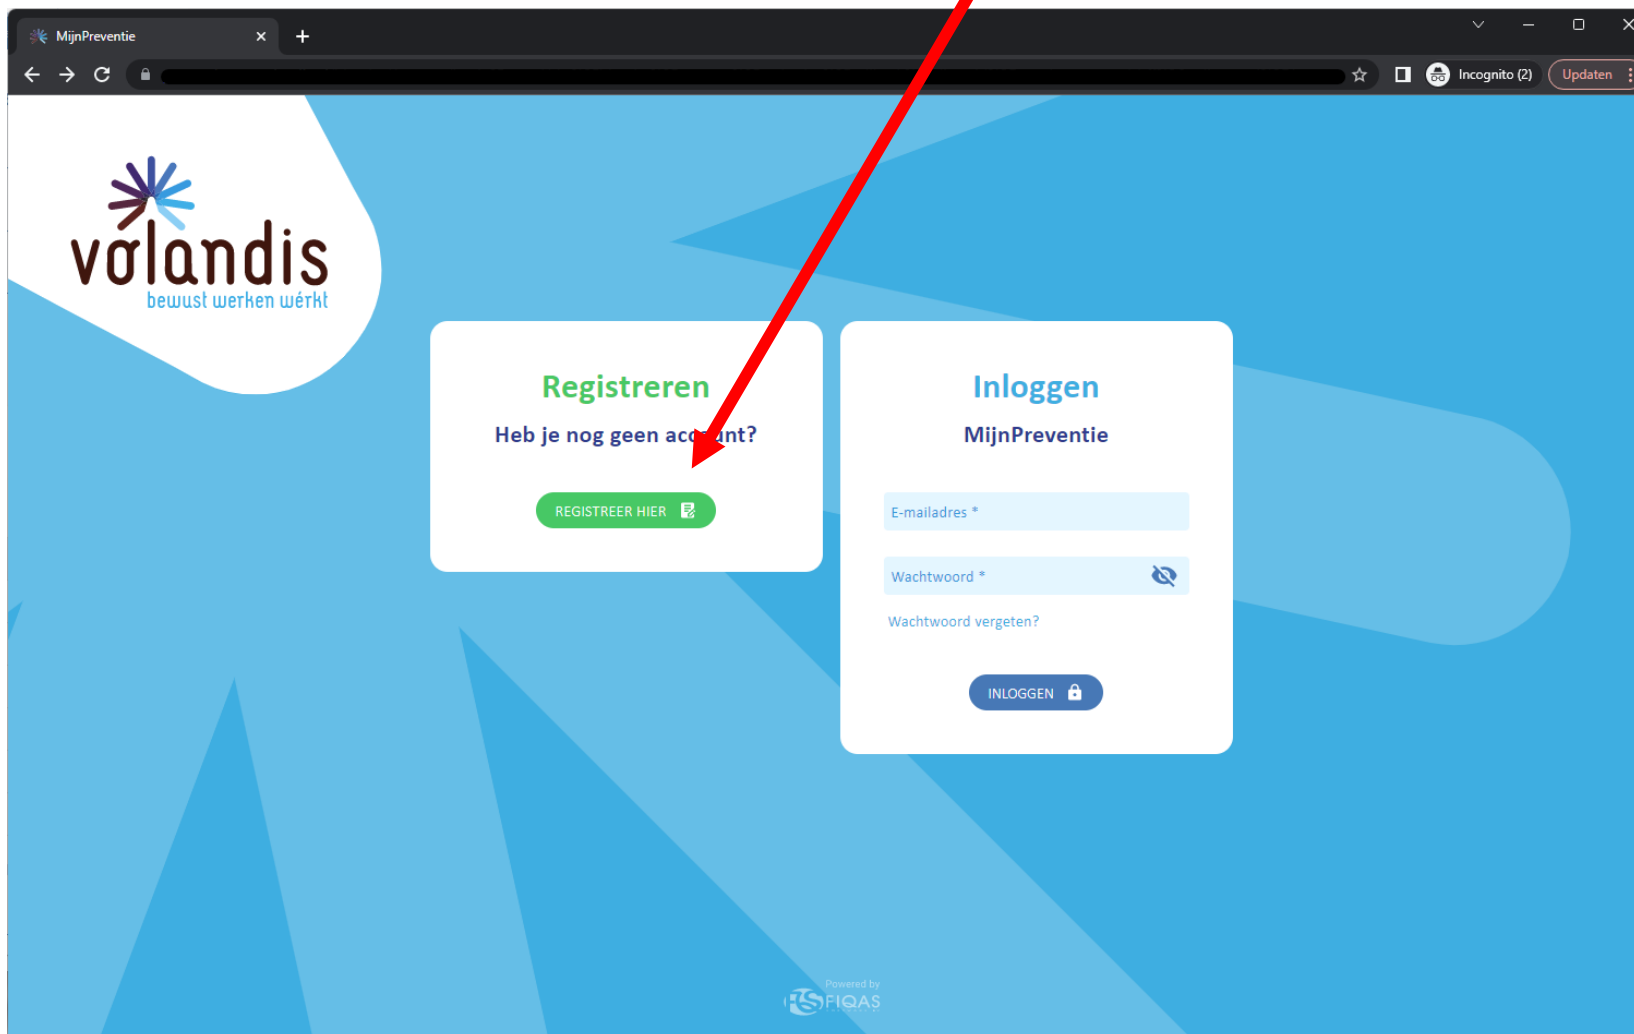 MijnPreventie
Incognito (2)
Updaten
volandis
bewust werken wérkt
Registreren
Heb je nog geen account?
REGISTREER HIER
Inloggen
MijnPreventie
E-mailadres *
Wachtwoord *
Wachtwoord vergeten?
INLOGGEN
Powered by
FIQAS